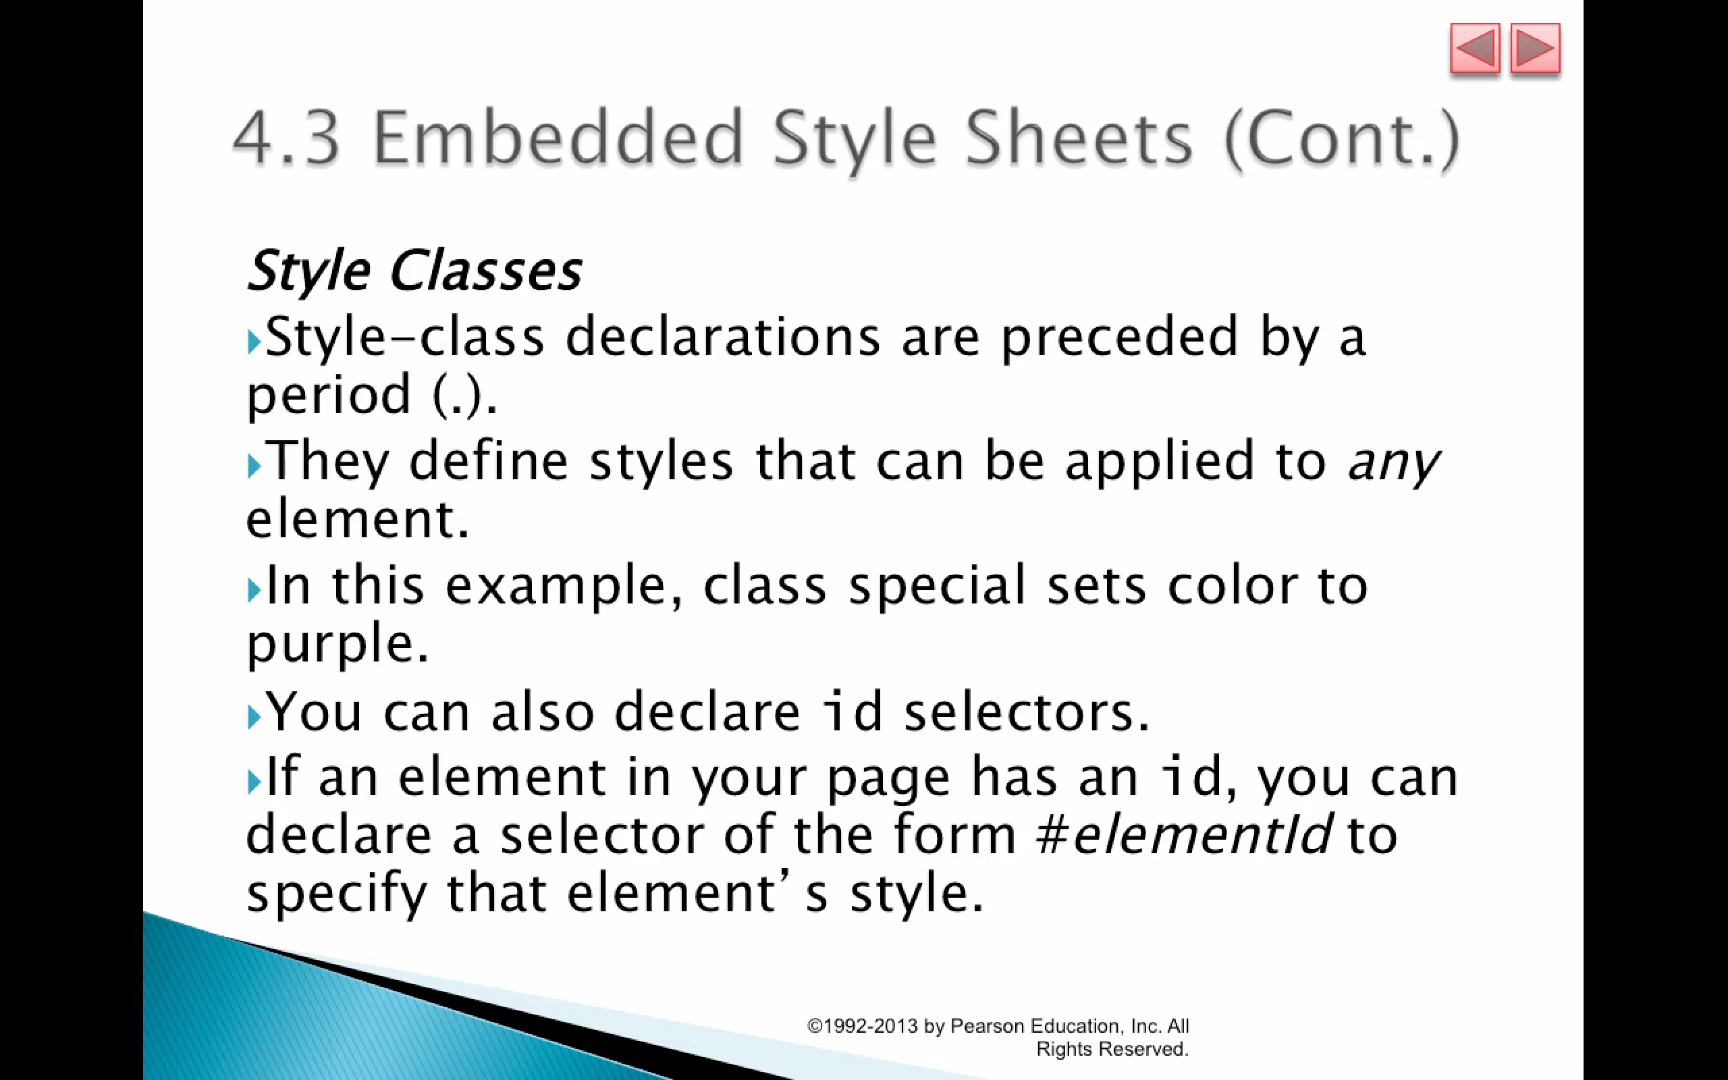 4.3 Embedded Style Sheets (Cont.)
Style Classes
Style-class declarations are preceded by a
period (.).
They define styles that can be applied to any
element.
In this example, class special sets color to
purple.
You can also declare id selectors.
If an element in your page has an id, you can
declare a selector of the form #elementId to
specify that element’s style.
©1992-2013 by Pearson Education, Inc. All
Rights Reserved.